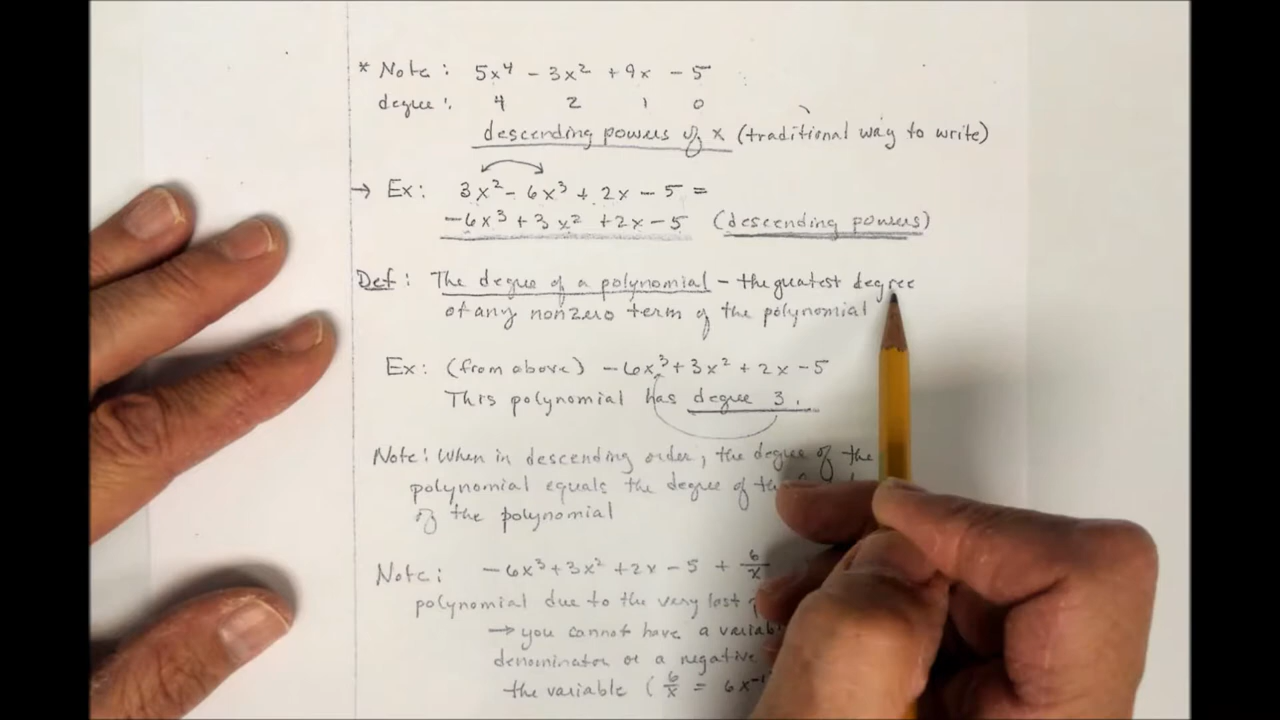 * Note: 5x⁴ - 3x² + 9x - 5
degree: 4 2 1 0
descending powers of x (traditional way to write)
→ Ex: 3x² - 6x³ + 2x - 5 =
-6x³ + 3x² + 2x - 5 (descending powers)
Def: The degree of a polynomial - the greatest degree
of any nonzero term of the polynomial
Ex: (from above) -6x³ + 3x² + 2x - 5
This polynomial has degree 3.
Note: When in descending order, the degree of the
polynomial equals the degree of the
of the polynomial
Note: -6x³ + 3x² + 2x - 5 + 6/x
polynomial due to the very last
→ you cannot have a
denominator or a negative
the variable ( 6/x = 6x⁻¹